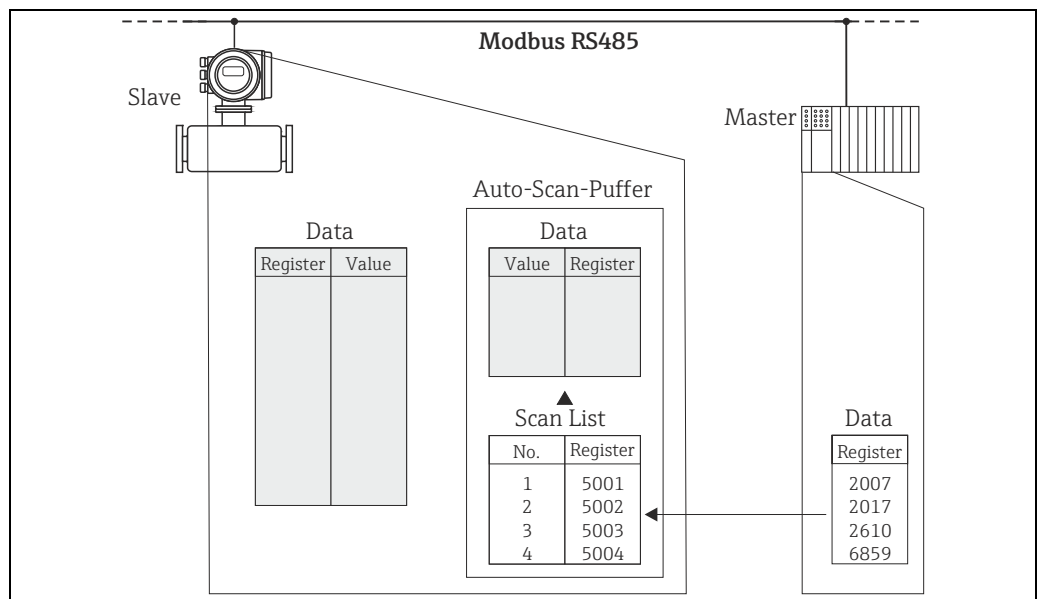 Modbus RS485
Slave
Master
Auto-Scan-Puffer
Data
Register Value
Data
Value Register
Scan List
No. Register
1 5001
2 5002
3 5003
4 5004
Data
Register
2007
2017
2610
6859